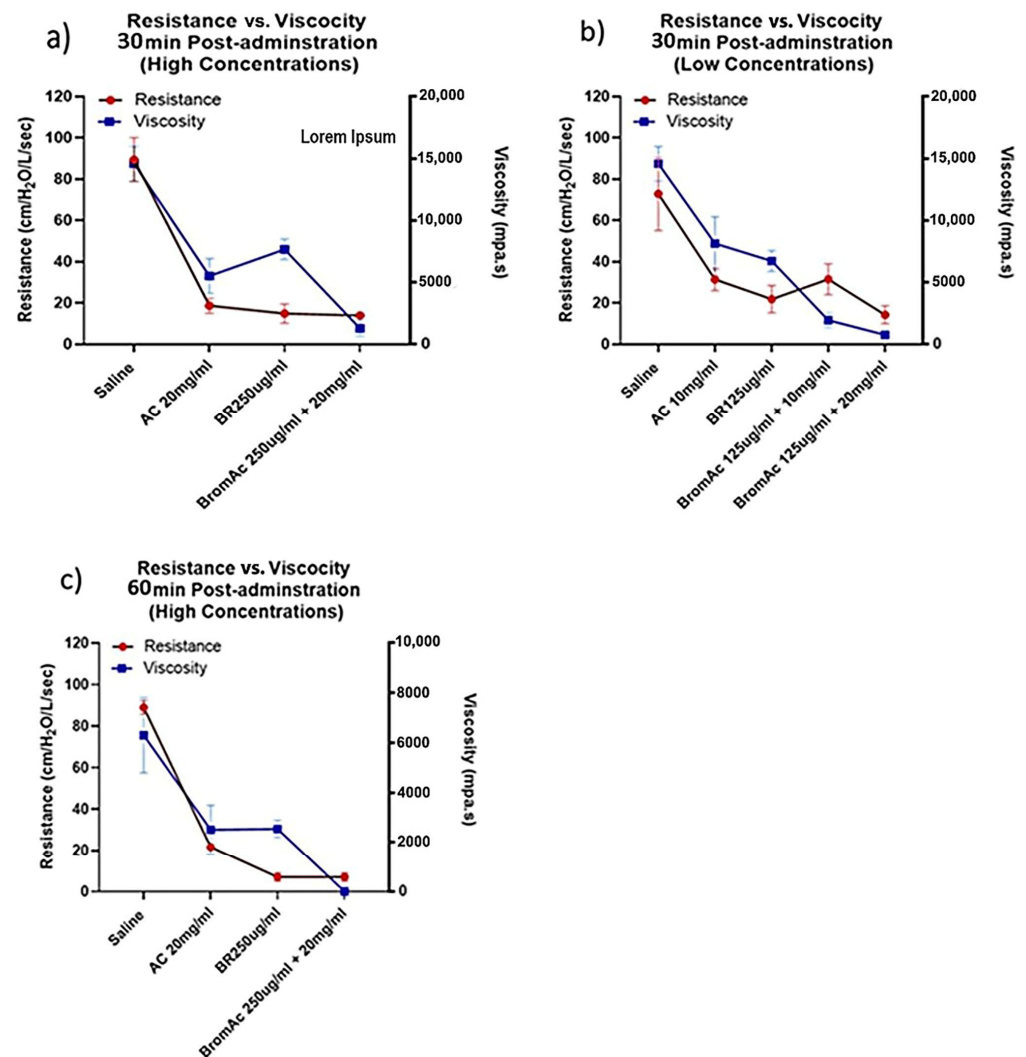 a)
Resistance vs. Viscocity
30min Post-adminstration
(High Concentrations)
Resistance
Viscosity
Lorem Ipsum
120
100
80
60
40
20
0
Resistance (cm/H₂O/L/sec)
20,000
15,000
10,000
5000
0
Viscosity (mpa.s)
Saline
AC 20mg/ml
BR250ug/ml
BromAc 250ug/ml + 20mg/ml
b)
Resistance vs. Viscocity
30min Post-adminstration
(Low Concentrations)
Resistance
Viscosity
120
100
80
60
40
20
0
Resistance (cm/H₂O/L/sec)
20,000
15,000
10,000
5000
0
Viscosity (mpa.s)
Saline
AC 10mg/ml
BR125ug/ml
BromAc 125ug/ml + 10mg/ml
BromAc 125ug/ml + 20mg/ml
c)
Resistance vs. Viscocity
60min Post-adminstration
(High Concentrations)
Resistance
Viscosity
120
100
80
60
40
20
0
Resistance (cm/H₂O/L/sec)
10,000
8000
6000
4000
2000
0
Viscosity (mpa.s)
Saline
AC 20mg/ml
BR250ug/ml
BromAc 250ug/ml + 20mg/ml